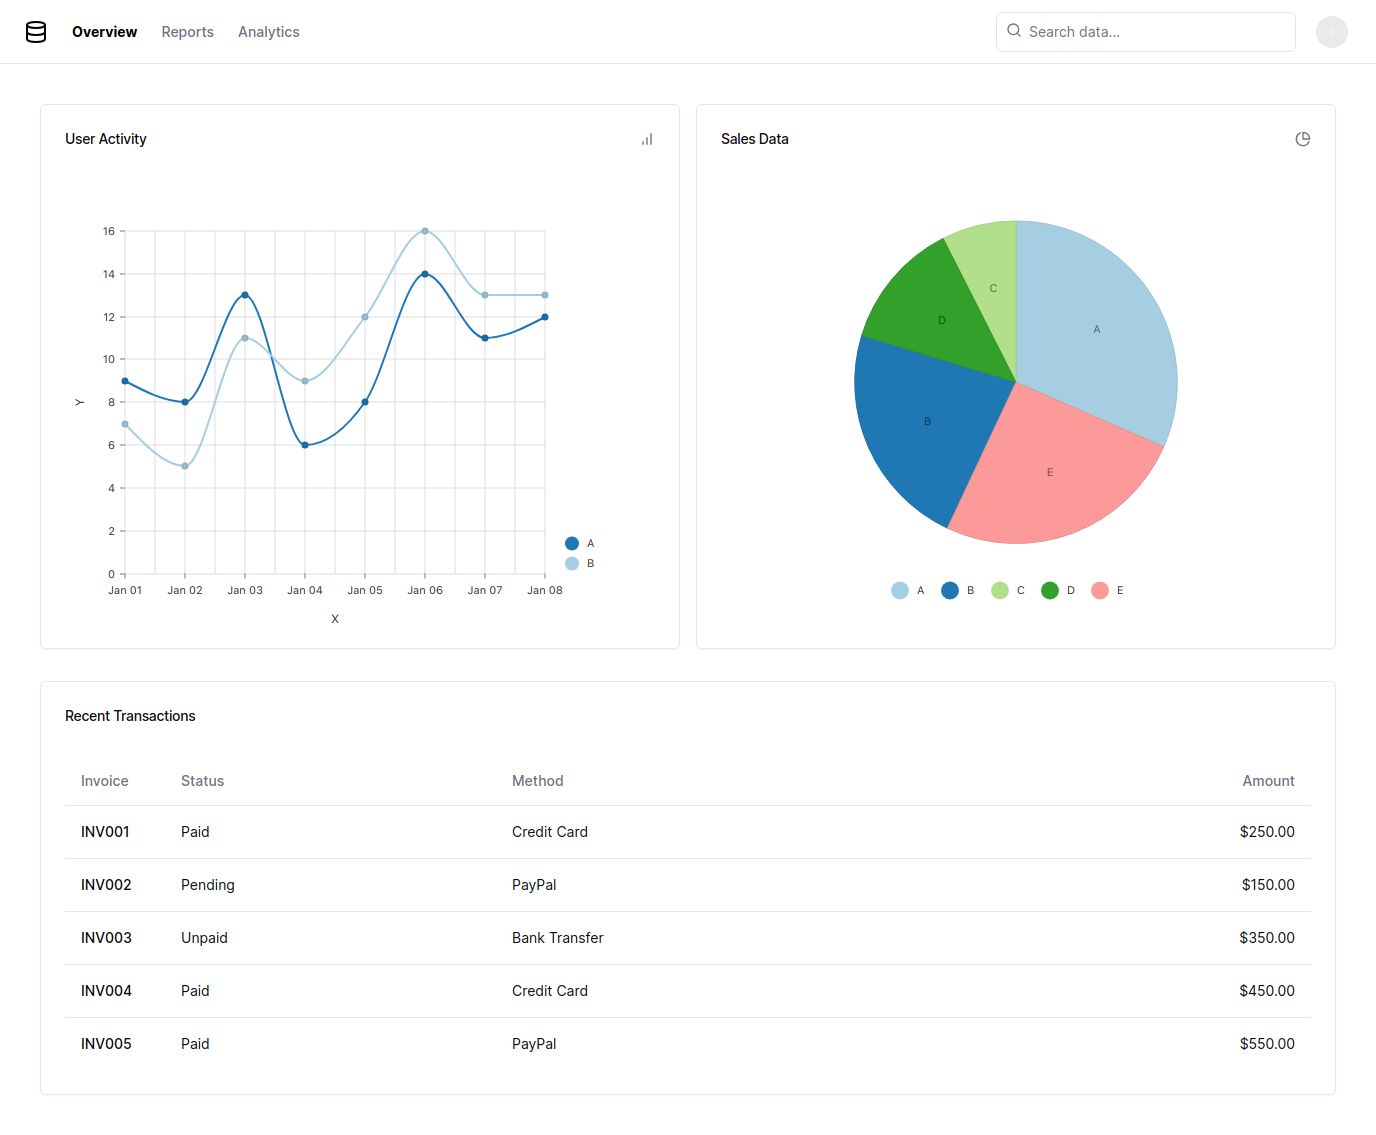 Overview Reports Analytics Search data...
User Activity
16
14
12
10
8
6
4
2
0
Y
Jan 01 Jan 02 Jan 03 Jan 04 Jan 05 Jan 06 Jan 07 Jan 08
X
A
B
Sales Data
C
A
D
B
E
A B C D E
Recent Transactions
Invoice Status Method Amount
INV001 Paid Credit Card $250.00
INV002 Pending PayPal $150.00
INV003 Unpaid Bank Transfer $350.00
INV004 Paid Credit Card $450.00
INV005 Paid PayPal $550.00